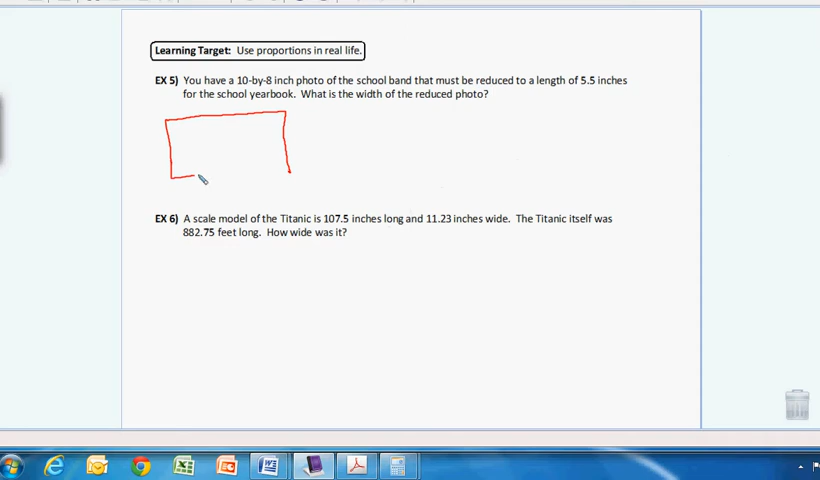 Learning Target: Use proportions in real life.
EX 5) You have a 10-by-8 inch photo of the school band that must be reduced to a length of 5.5 inches
for the school yearbook. What is the width of the reduced photo?
EX 6) A scale model of the Titanic is 107.5 inches long and 11.23 inches wide. The Titanic itself was
882.75 feet long. How wide was it?